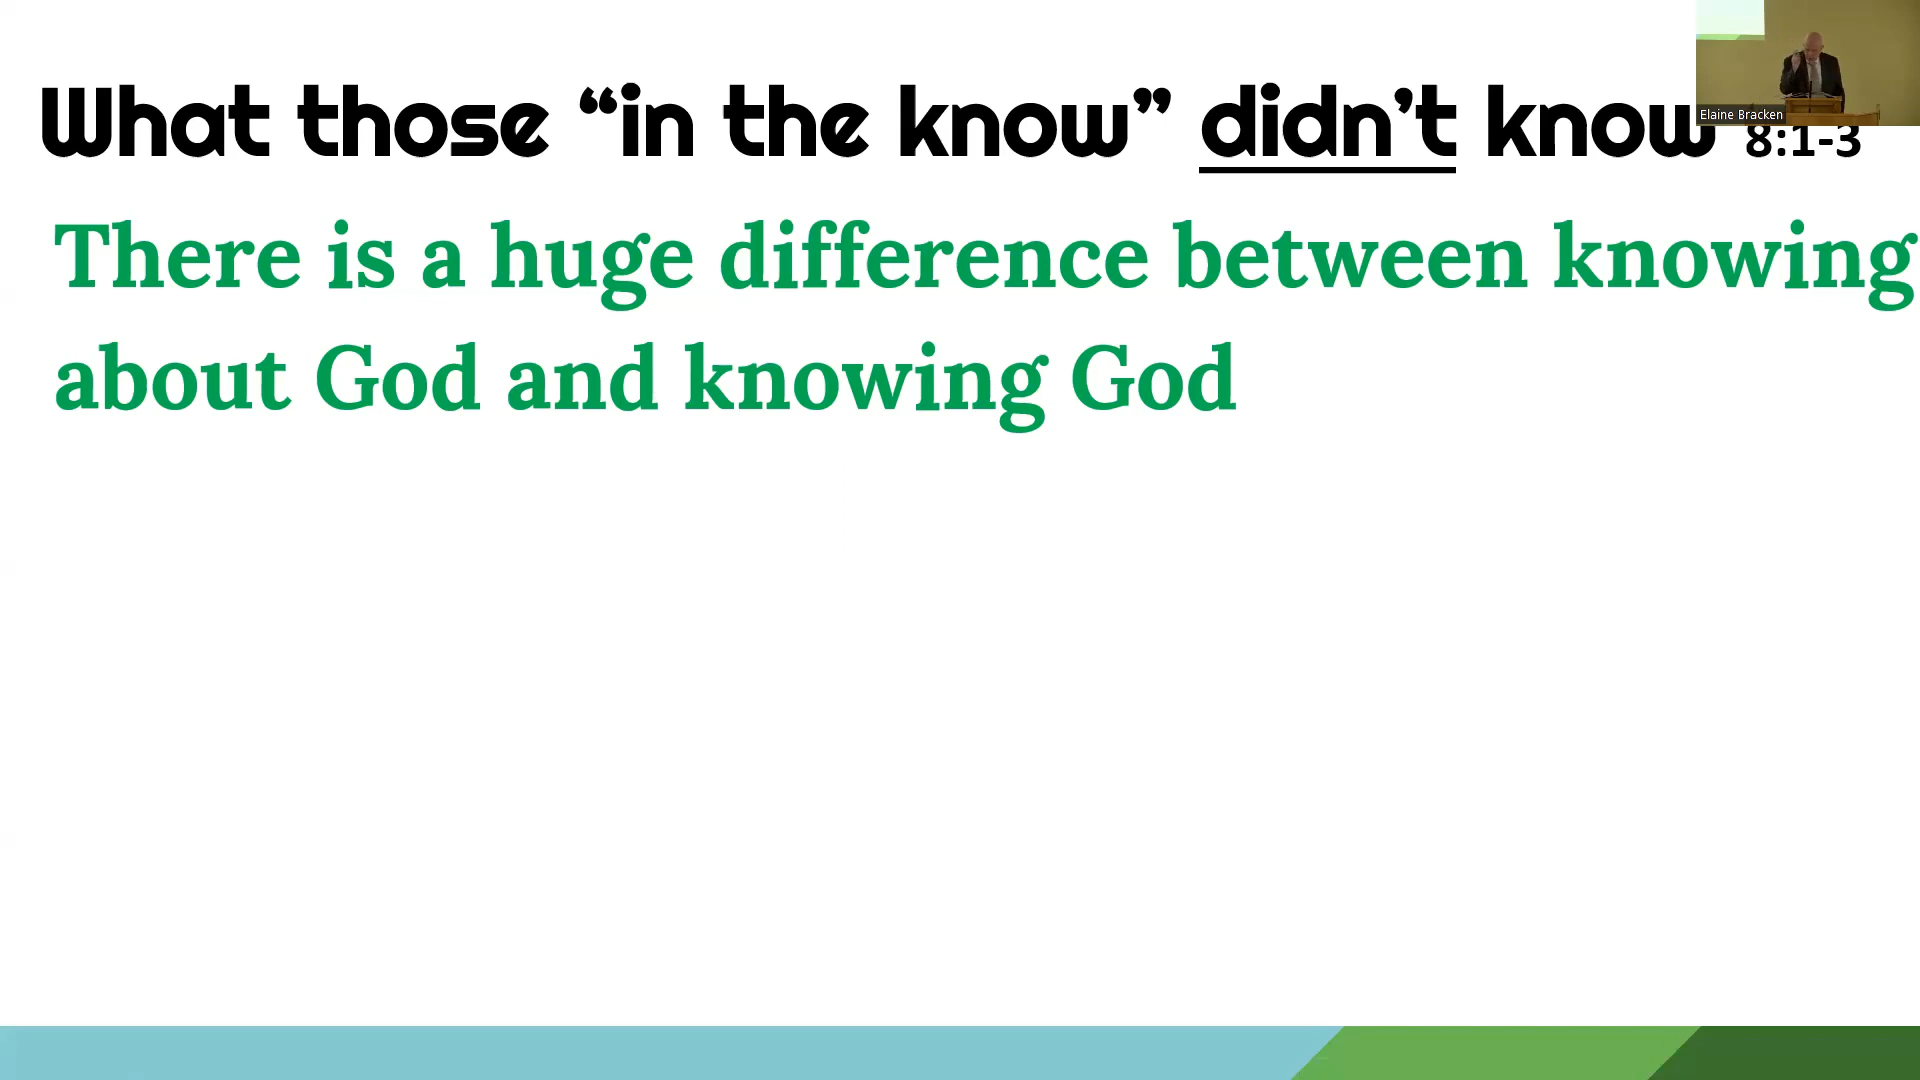 What those “in the know” didn’t know 8:1-3
Elaine Bracken
There is a huge difference between knowing
about God and knowing God